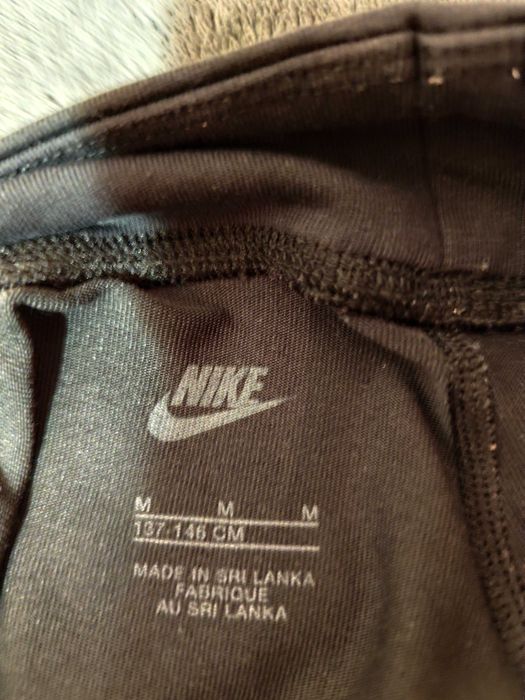 NIKE
M M M
137-146 CM
MADE IN SRI LANKA
FABRIQUE
AU SRI LANKA